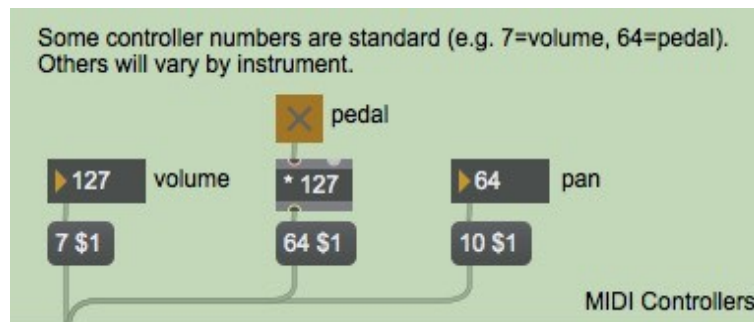 Some controller numbers are standard (e.g. 7=volume, 64=pedal).
Others will vary by instrument.
pedal
127 volume
* 127
64 pan
7 $1
64 $1
10 $1
MIDI Controllers